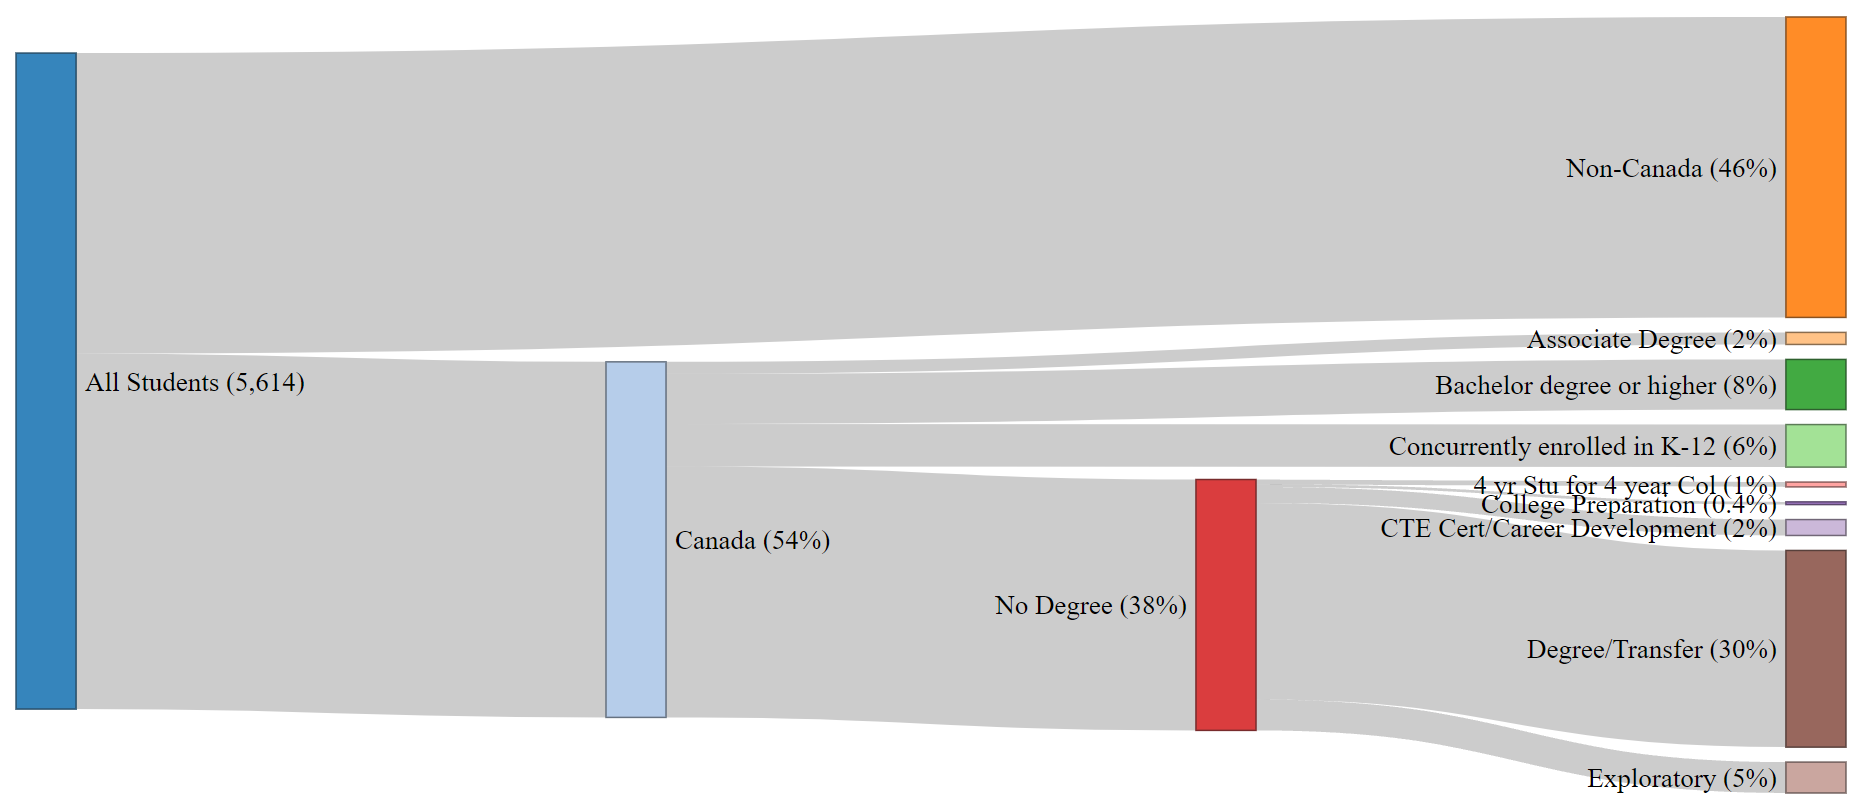 Non-Canada (46%)
Associate Degree (2%)
All Students (5,614)
Bachelor degree or higher (8%)
Concurrently enrolled in K-12 (6%)
4 yr Stu for 4 year Col (1%)
College Preparation (0.4%)
CTE Cert/Career Development (2%)
Canada (54%)
No Degree (38%)
Degree/Transfer (30%)
Exploratory (5%)